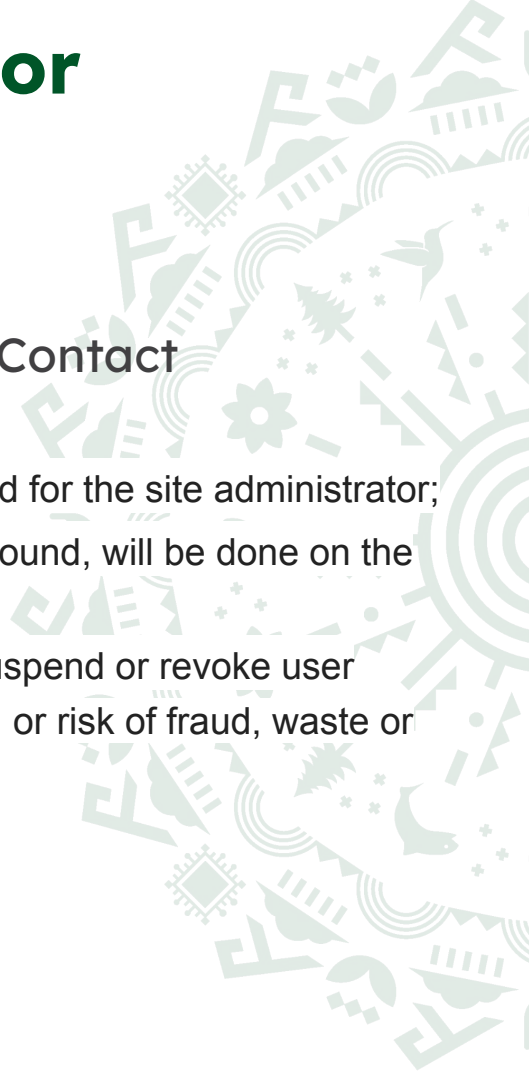 or
Contact
d for the site administrator;
ound, will be done on the
spend or revoke user
or risk of fraud, waste or